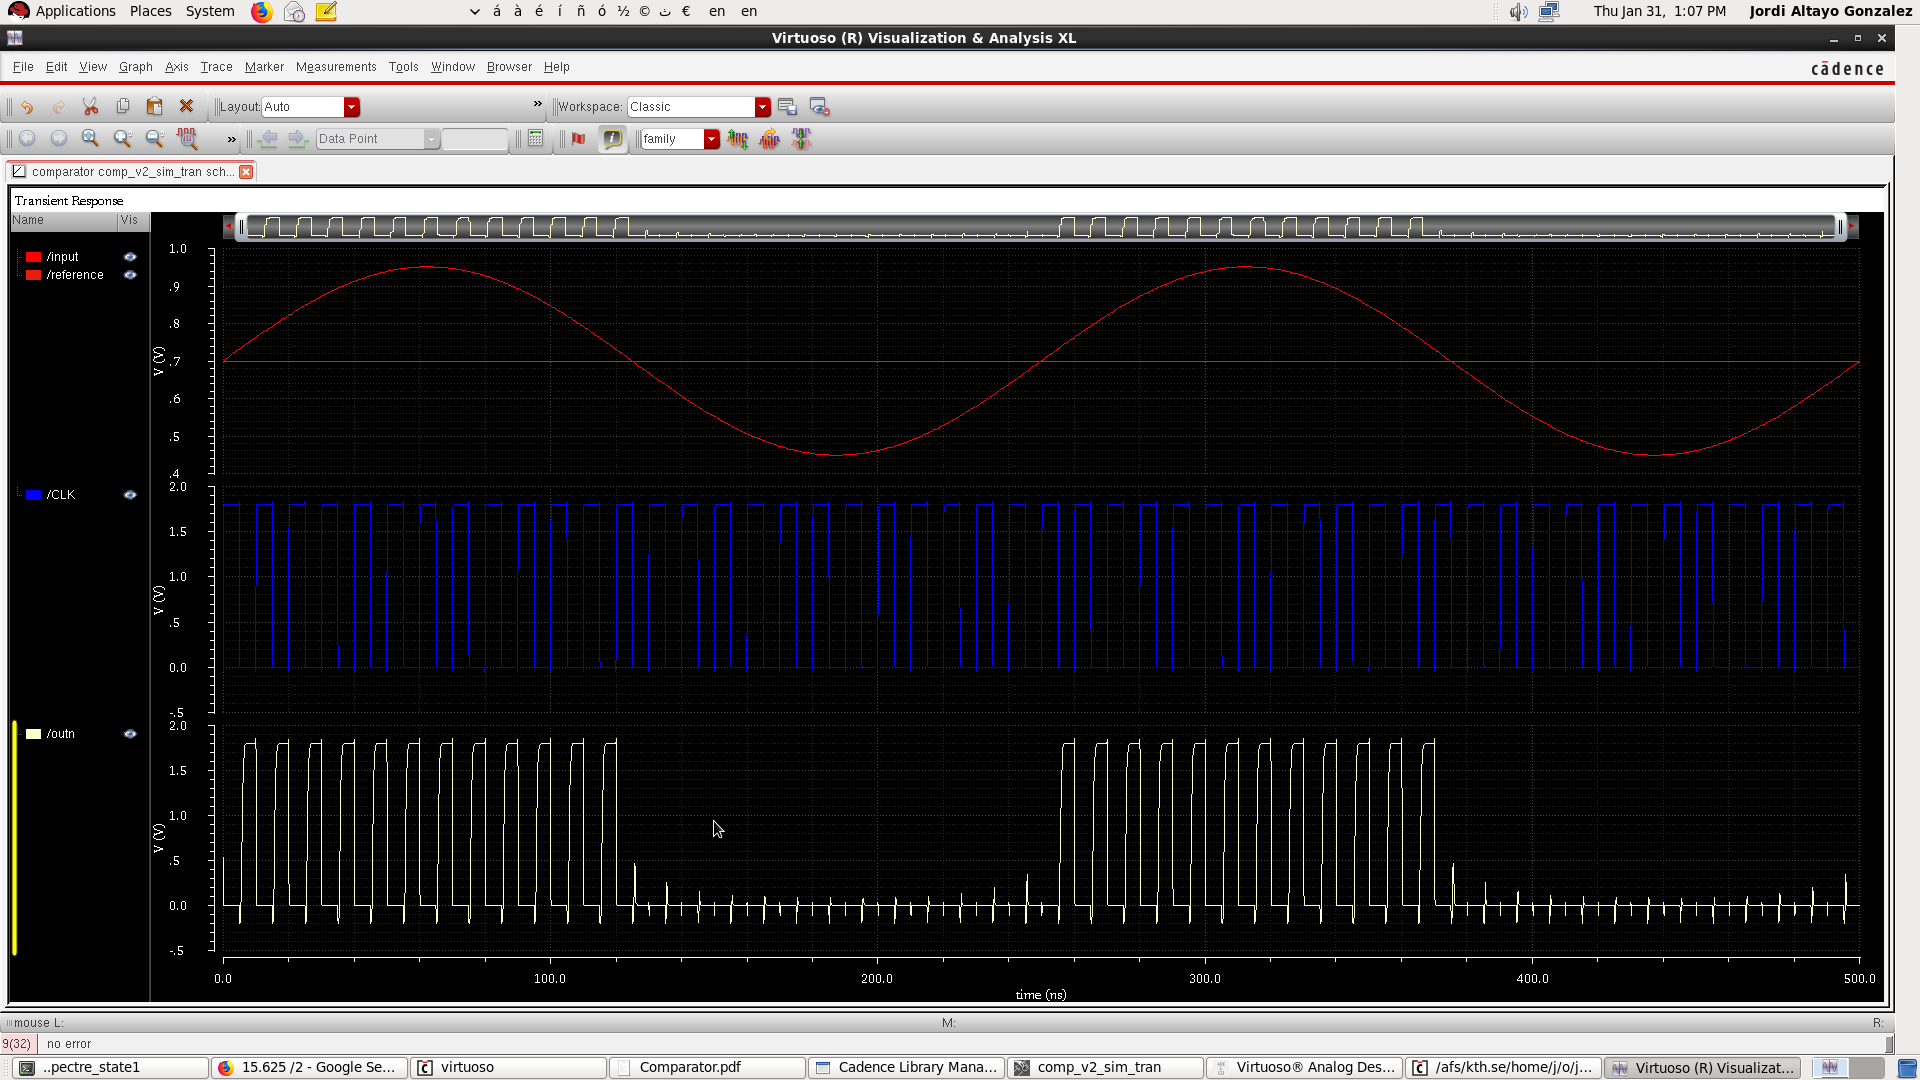 Applications Places System á à é í ñ ó ½ © ث € en en Thu Jan 31, 1:07 PM Jordi Altayo Gonzalez
Virtuoso (R) Visualization & Analysis XL
File Edit View Graph Axis Trace Marker Measurements Tools Window Browser Help cādence
Layout: Auto » Workspace: Classic
» Data Point family
comparator comp_v2_sim_tran sch...
Transient Response
Name Vis
/input
/reference
1.0
.9
.8
.7
.6
.5
.4
V (V)
/CLK
2.0
1.5
1.0
.5
0.0
-.5
V (V)
/outn
2.0
1.5
1.0
.5
0.0
-.5
V (V)
0.0 100.0 200.0 300.0 400.0 500.0
time (ns)
mouse L: M: R:
9(32) no error
..pectre_state1 15.625 /2 - Google Se... virtuoso Comparator.pdf Cadence Library Mana... comp_v2_sim_tran Virtuoso® Analog Des... /afs/kth.se/home/j/o/j... Virtuoso (R) Visualizat...